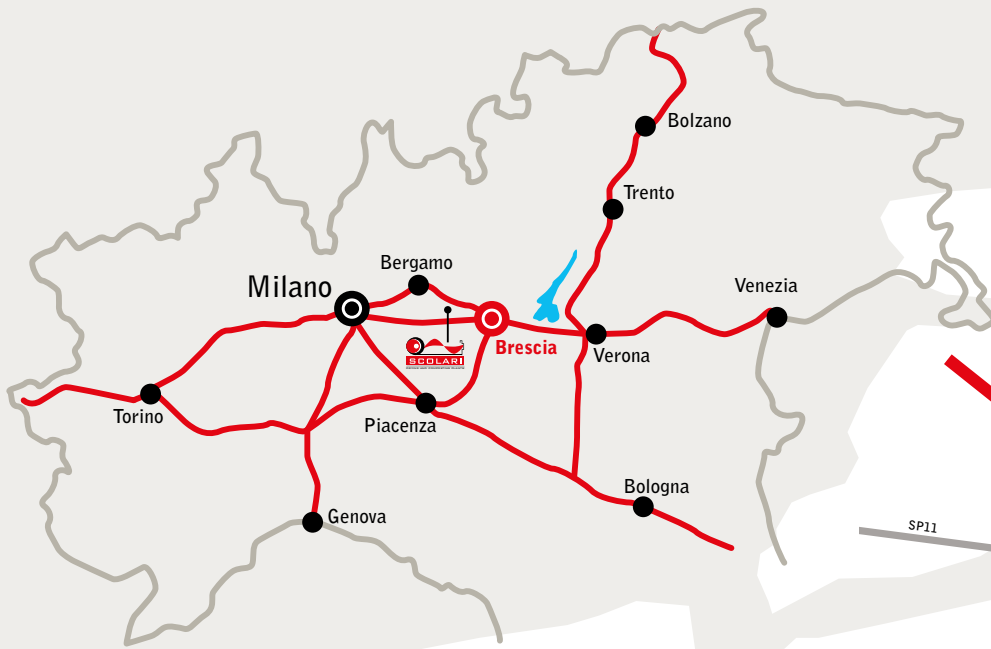 Bolzano
Trento
Bergamo
Milano
Venezia
Brescia
Verona
SCOLARI
Torino
Piacenza
Bologna
Genova
SP11